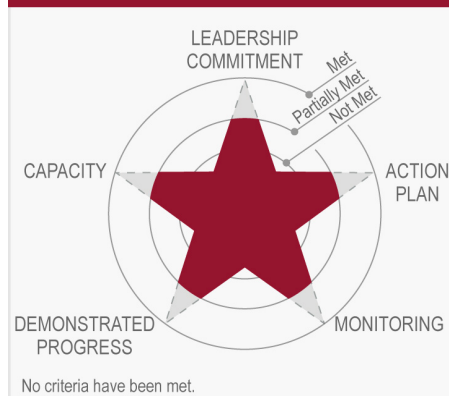 LEADERSHIP
COMMITMENT
Met
Partially Met
Not Met
CAPACITY
ACTION
PLAN
DEMONSTRATED
PROGRESS
MONITORING
No criteria have been met.